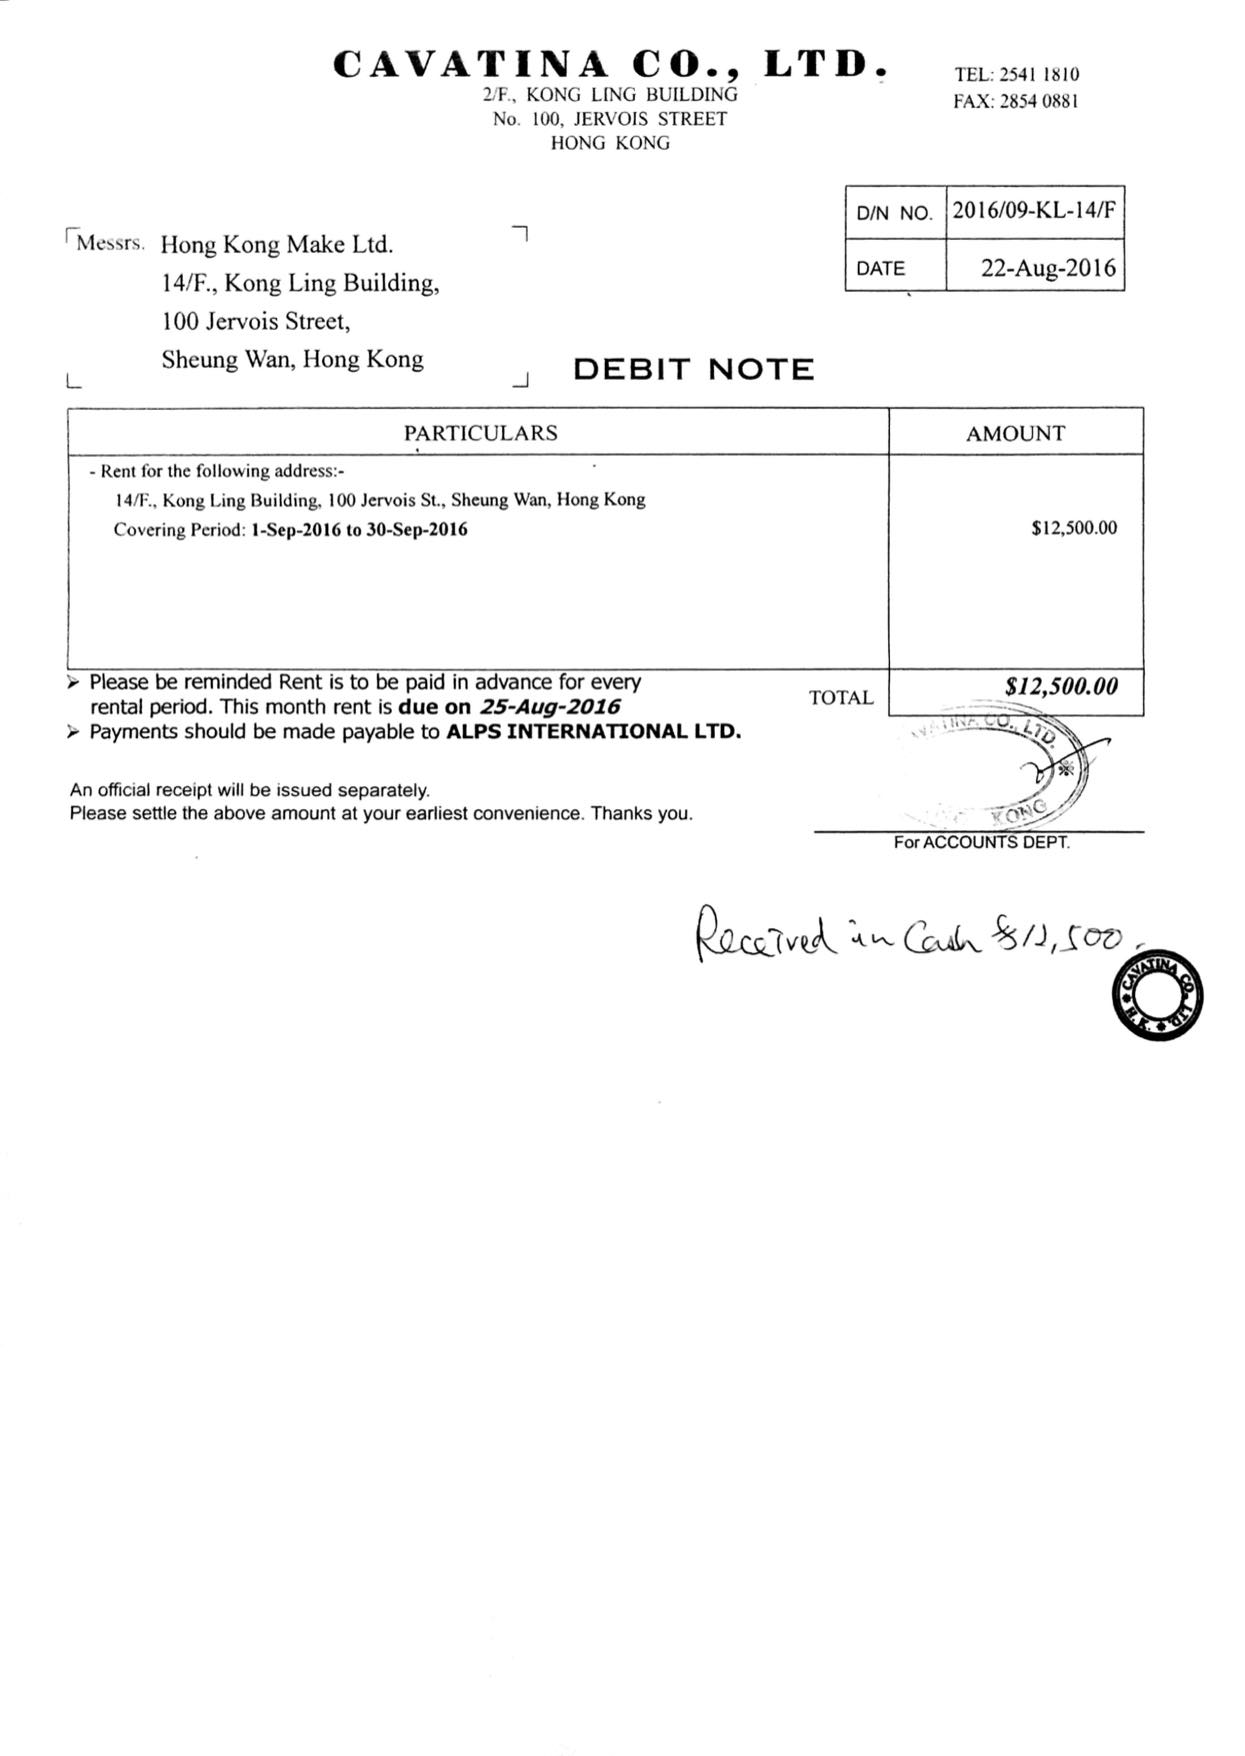 CAVATINA CO., LTD.
2/F., KONG LING BUILDING
No. 100, JERVOIS STREET
HONG KONG
TEL: 2541 1810
FAX: 2854 0881
D/N NO. 2016/09-KL-14/F
DATE 22-Aug-2016
Messrs. Hong Kong Make Ltd.
14/F., Kong Ling Building,
100 Jervois Street,
Sheung Wan, Hong Kong
DEBIT NOTE
PARTICULARS AMOUNT
- Rent for the following address:-
14/F., Kong Ling Building, 100 Jervois St., Sheung Wan, Hong Kong
Covering Period: 1-Sep-2016 to 30-Sep-2016 $12,500.00
➢ Please be reminded Rent is to be paid in advance for every
rental period. This month rent is due on 25-Aug-2016
➢ Payments should be made payable to ALPS INTERNATIONAL LTD.
TOTAL $12,500.00
CO., LTD.
KONG
An official receipt will be issued separately.
Please settle the above amount at your earliest convenience. Thanks you.
For ACCOUNTS DEPT.
Received in Cash $12,500.
CAVATINA CO., LTD.
H.K.